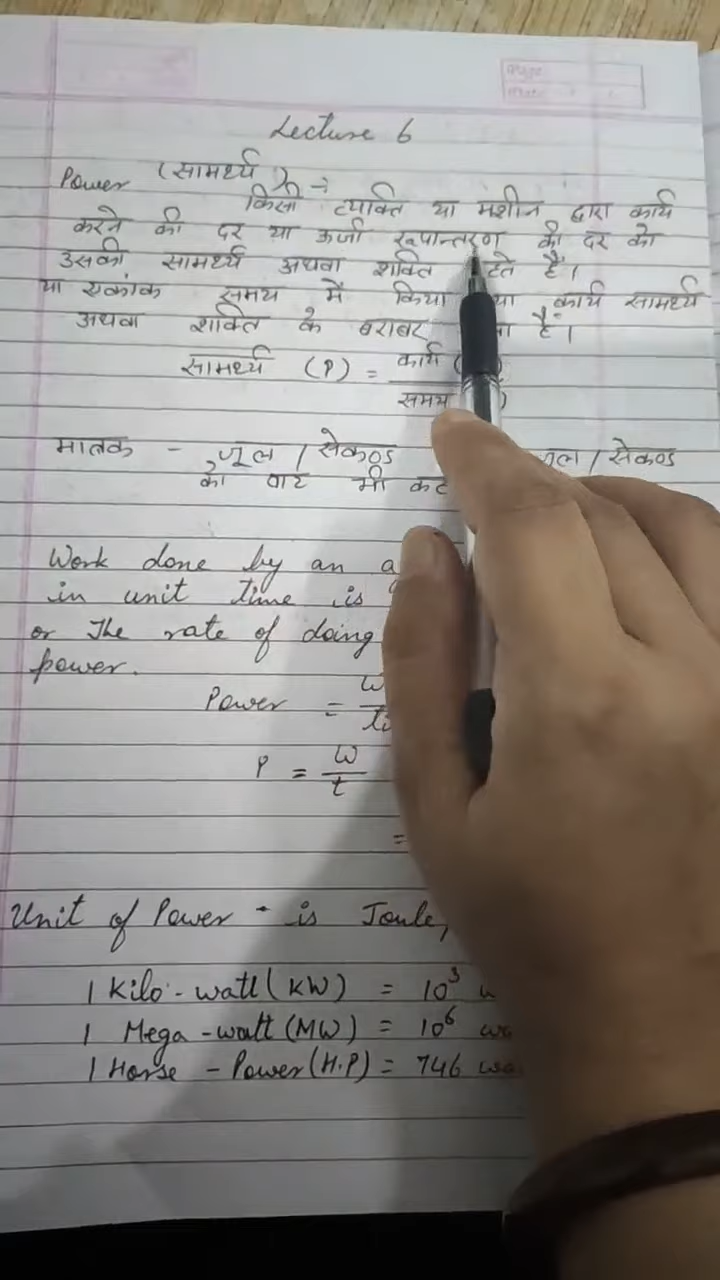 Lecture 6
Power (सामर्थ्य) →
किसी व्यक्ति या मशीन द्वारा कार्य
करने की दर या ऊर्जा रूपान्तरण की दर को
उसकी सामर्थ्य अथवा शक्ति हैं।
या एकांक समय में किया कार्य सामर्थ्य
अथवा शक्ति के बराबर है।
सामर्थ्य (P) = कार्य
समय
मात्रक - जूल / सेकण्ड जूल / सेकण्ड
को वाट भी
Work done by an
in unit time is
or The rate of doing
power.
Power = 
P = W
t
=
Unit of Power - is Joule,
1 Kilo-watt (KW) = 10³
1 Mega-watt (MW) = 10⁶
1 Horse-Power (H.P) = 746